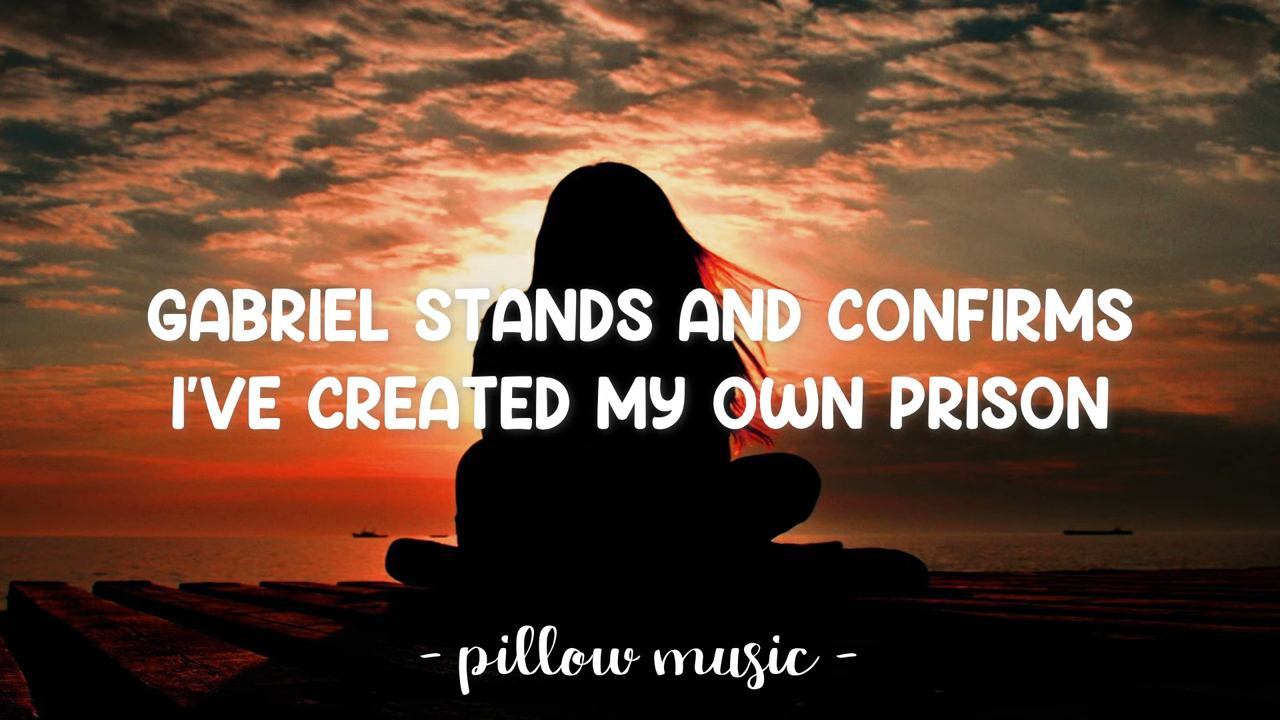 GABRIEL STANDS AND CONFIRMS
I'VE CREATED MY OWN PRISON
- pillow music -